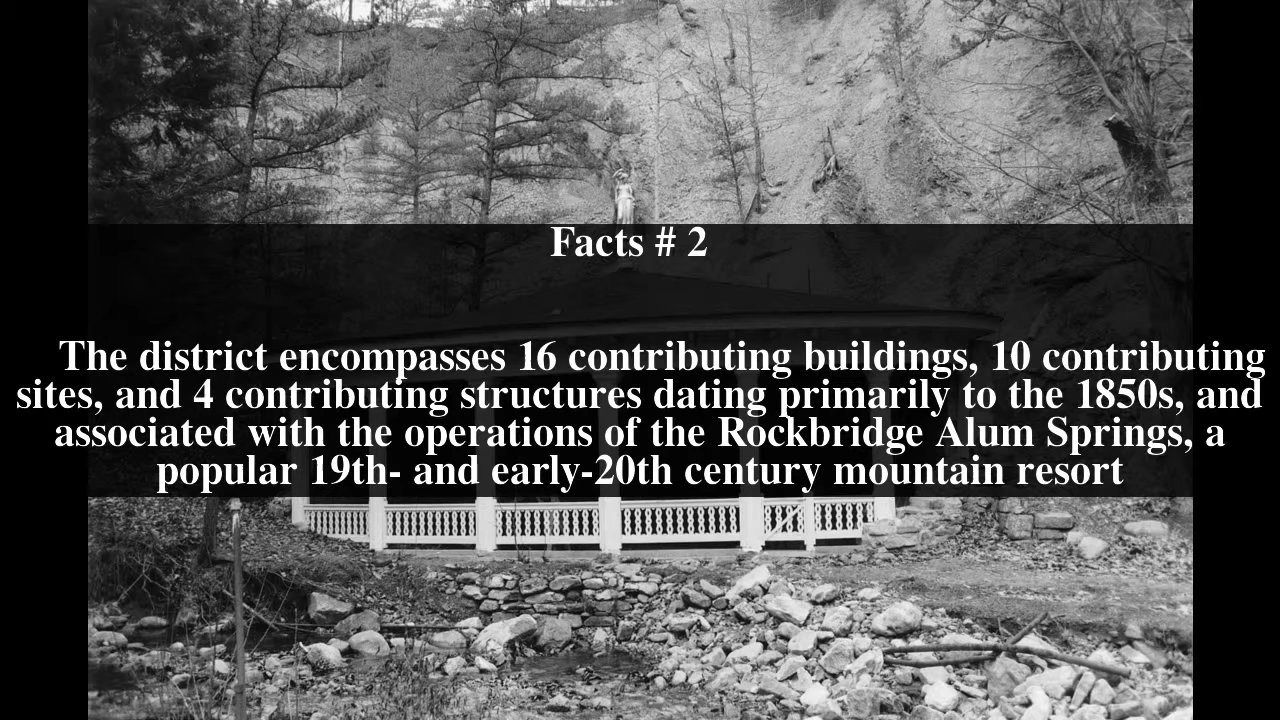 Facts # 2
The district encompasses 16 contributing buildings, 10 contributing
sites, and 4 contributing structures dating primarily to the 1850s, and
associated with the operations of the Rockbridge Alum Springs, a
popular 19th- and early-20th century mountain resort